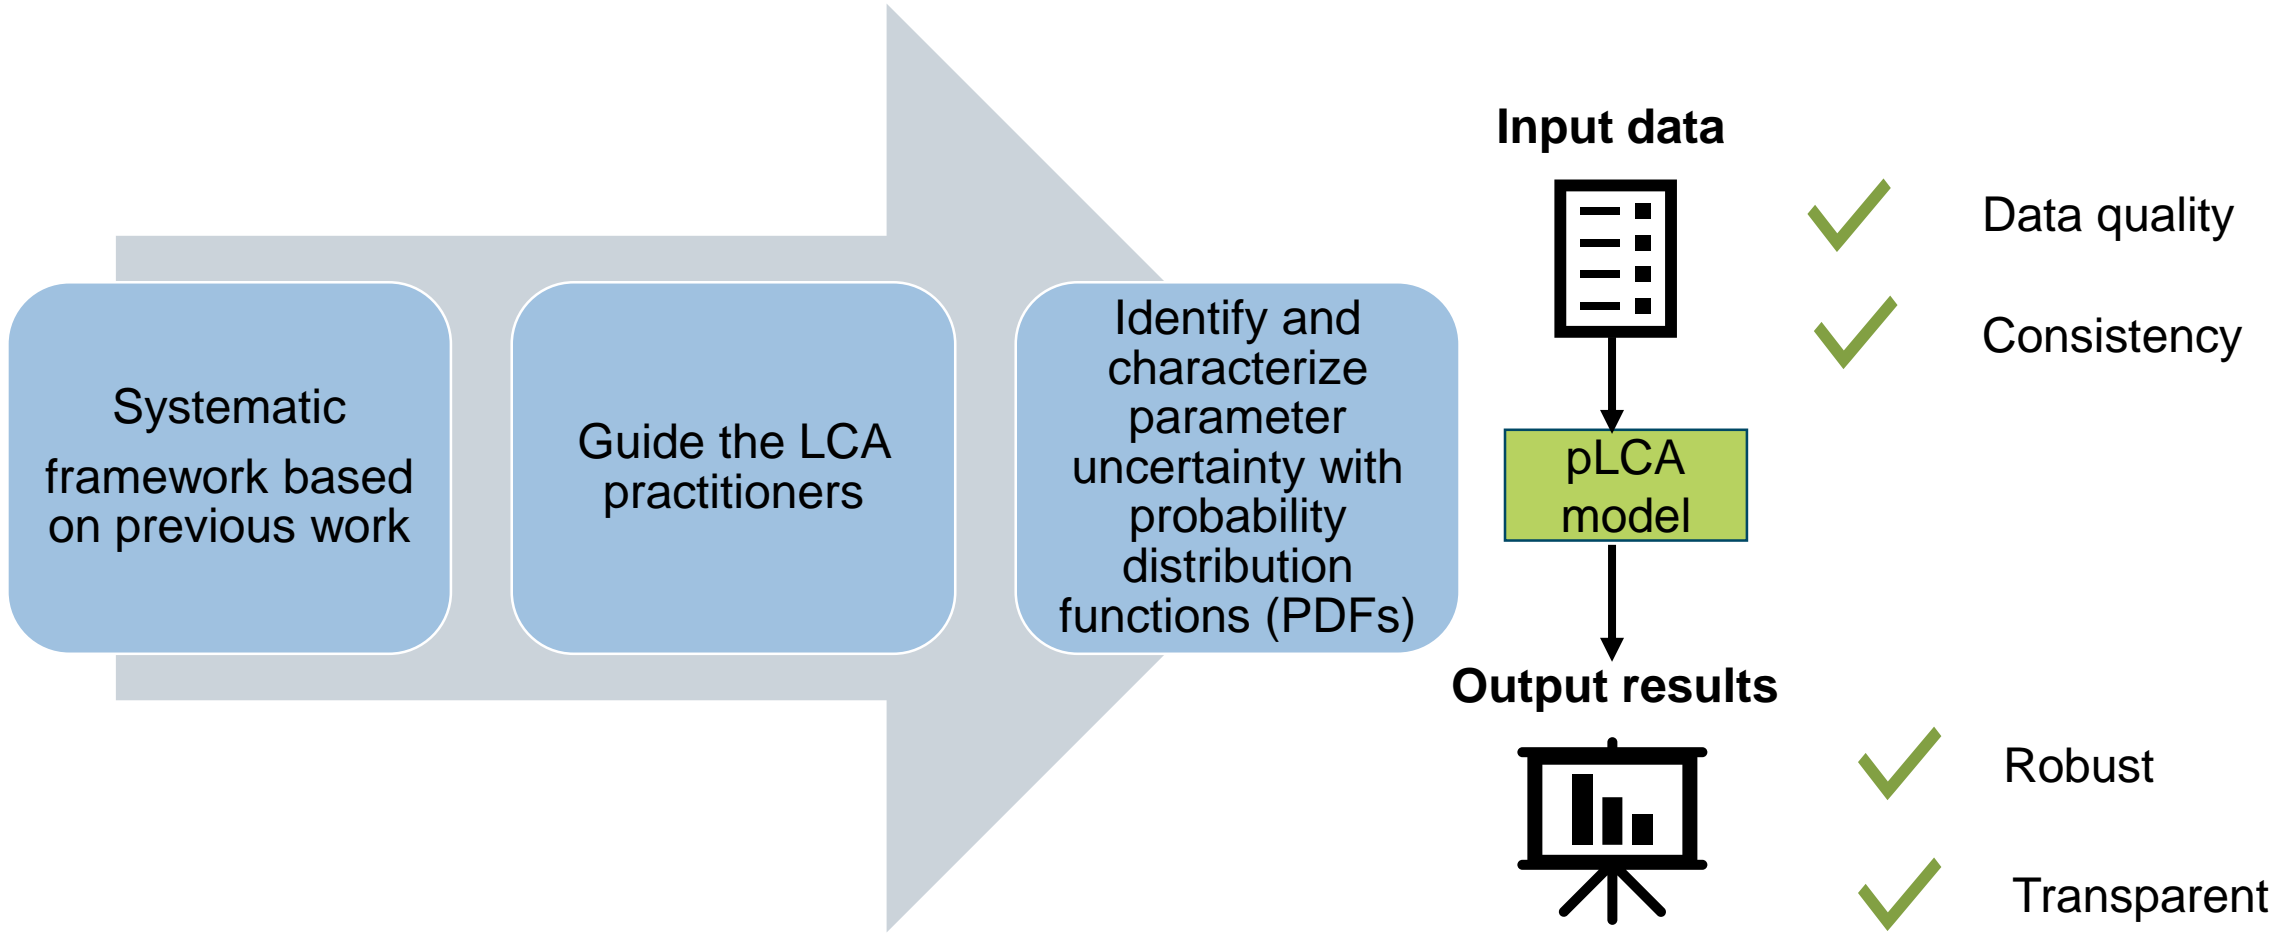 Systematic
framework based
on previous work
Guide the LCA
practitioners
Identify and
characterize
parameter
uncertainty with
probability
distribution
functions (PDFs)
Input data
Data quality
Consistency
pLCA
model
Output results
Robust
Transparent